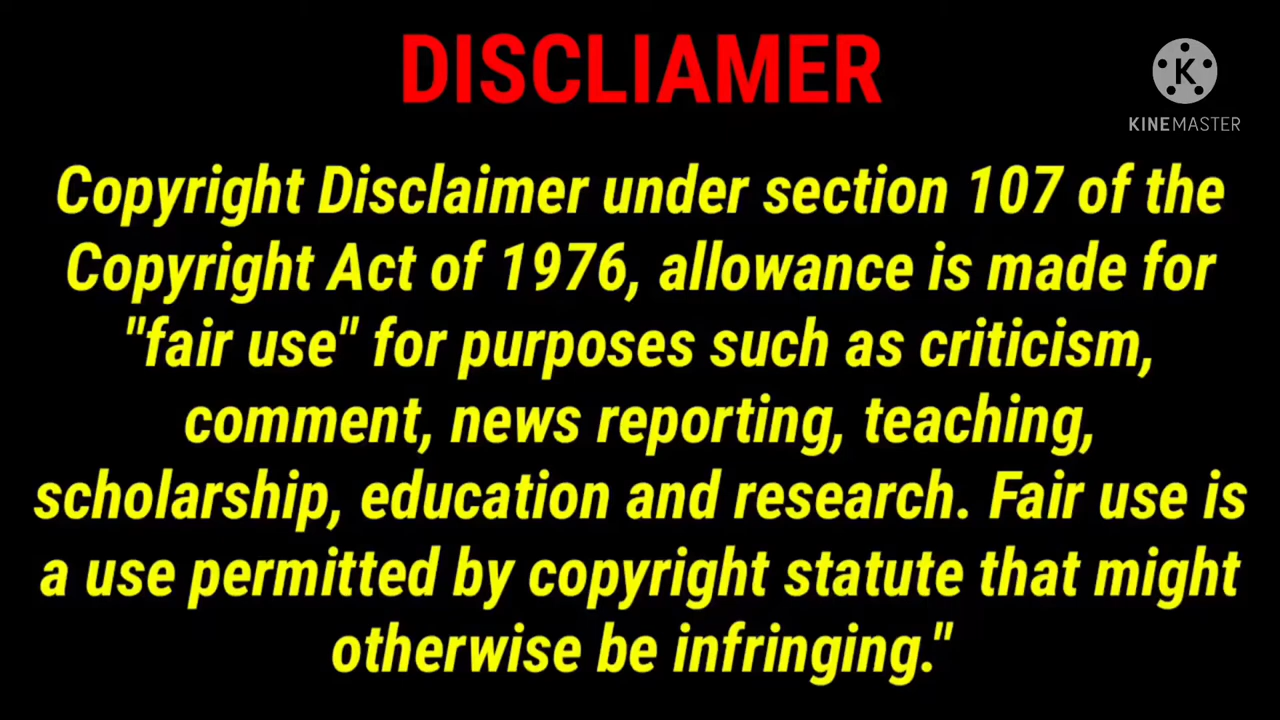 DISCLIAMER
K
KINEMASTER
Copyright Disclaimer under section 107 of the
Copyright Act of 1976, allowance is made for
"fair use" for purposes such as criticism,
comment, news reporting, teaching,
scholarship, education and research. Fair use is
a use permitted by copyright statute that might
otherwise be infringing."